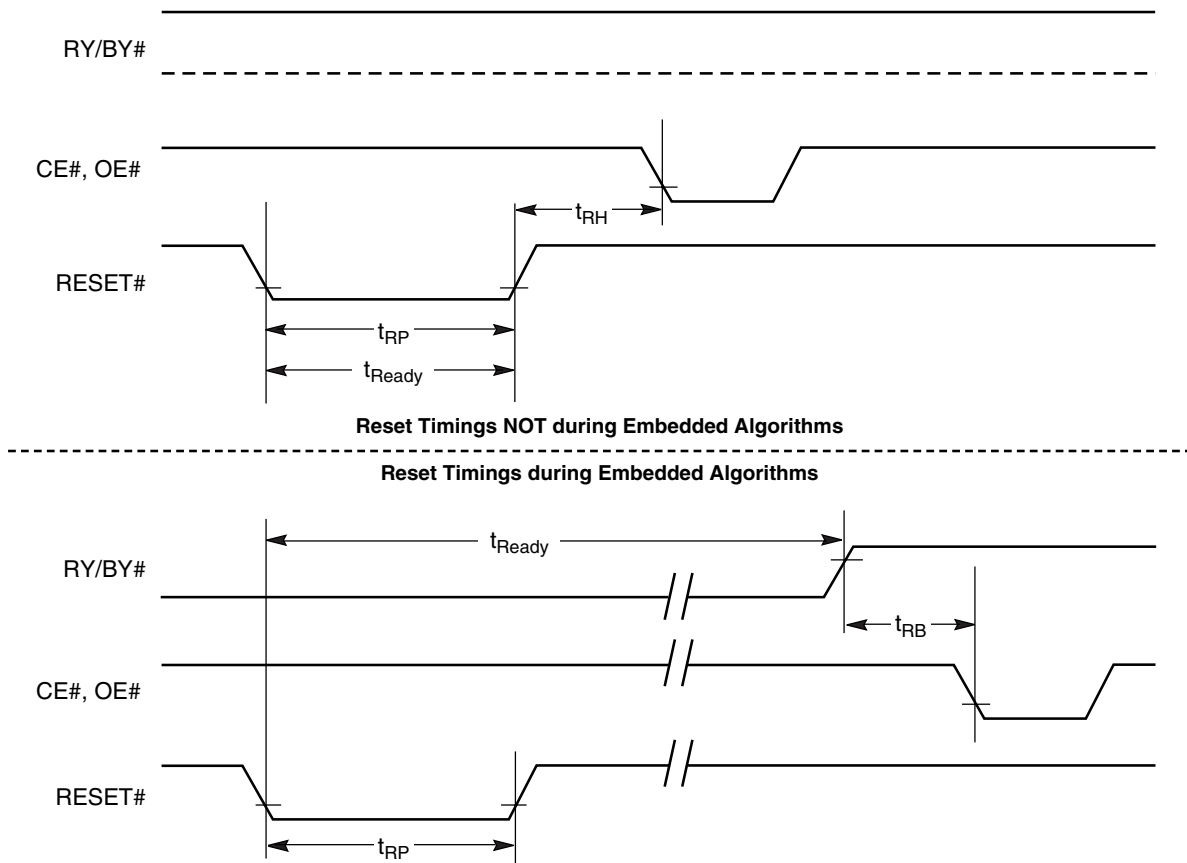 RY/BY#
CE#, OE#
tRH
RESET#
tRP
tReady
Reset Timings NOT during Embedded Algorithms
Reset Timings during Embedded Algorithms
tReady
RY/BY#
tRB
CE#, OE#
RESET#
tRP